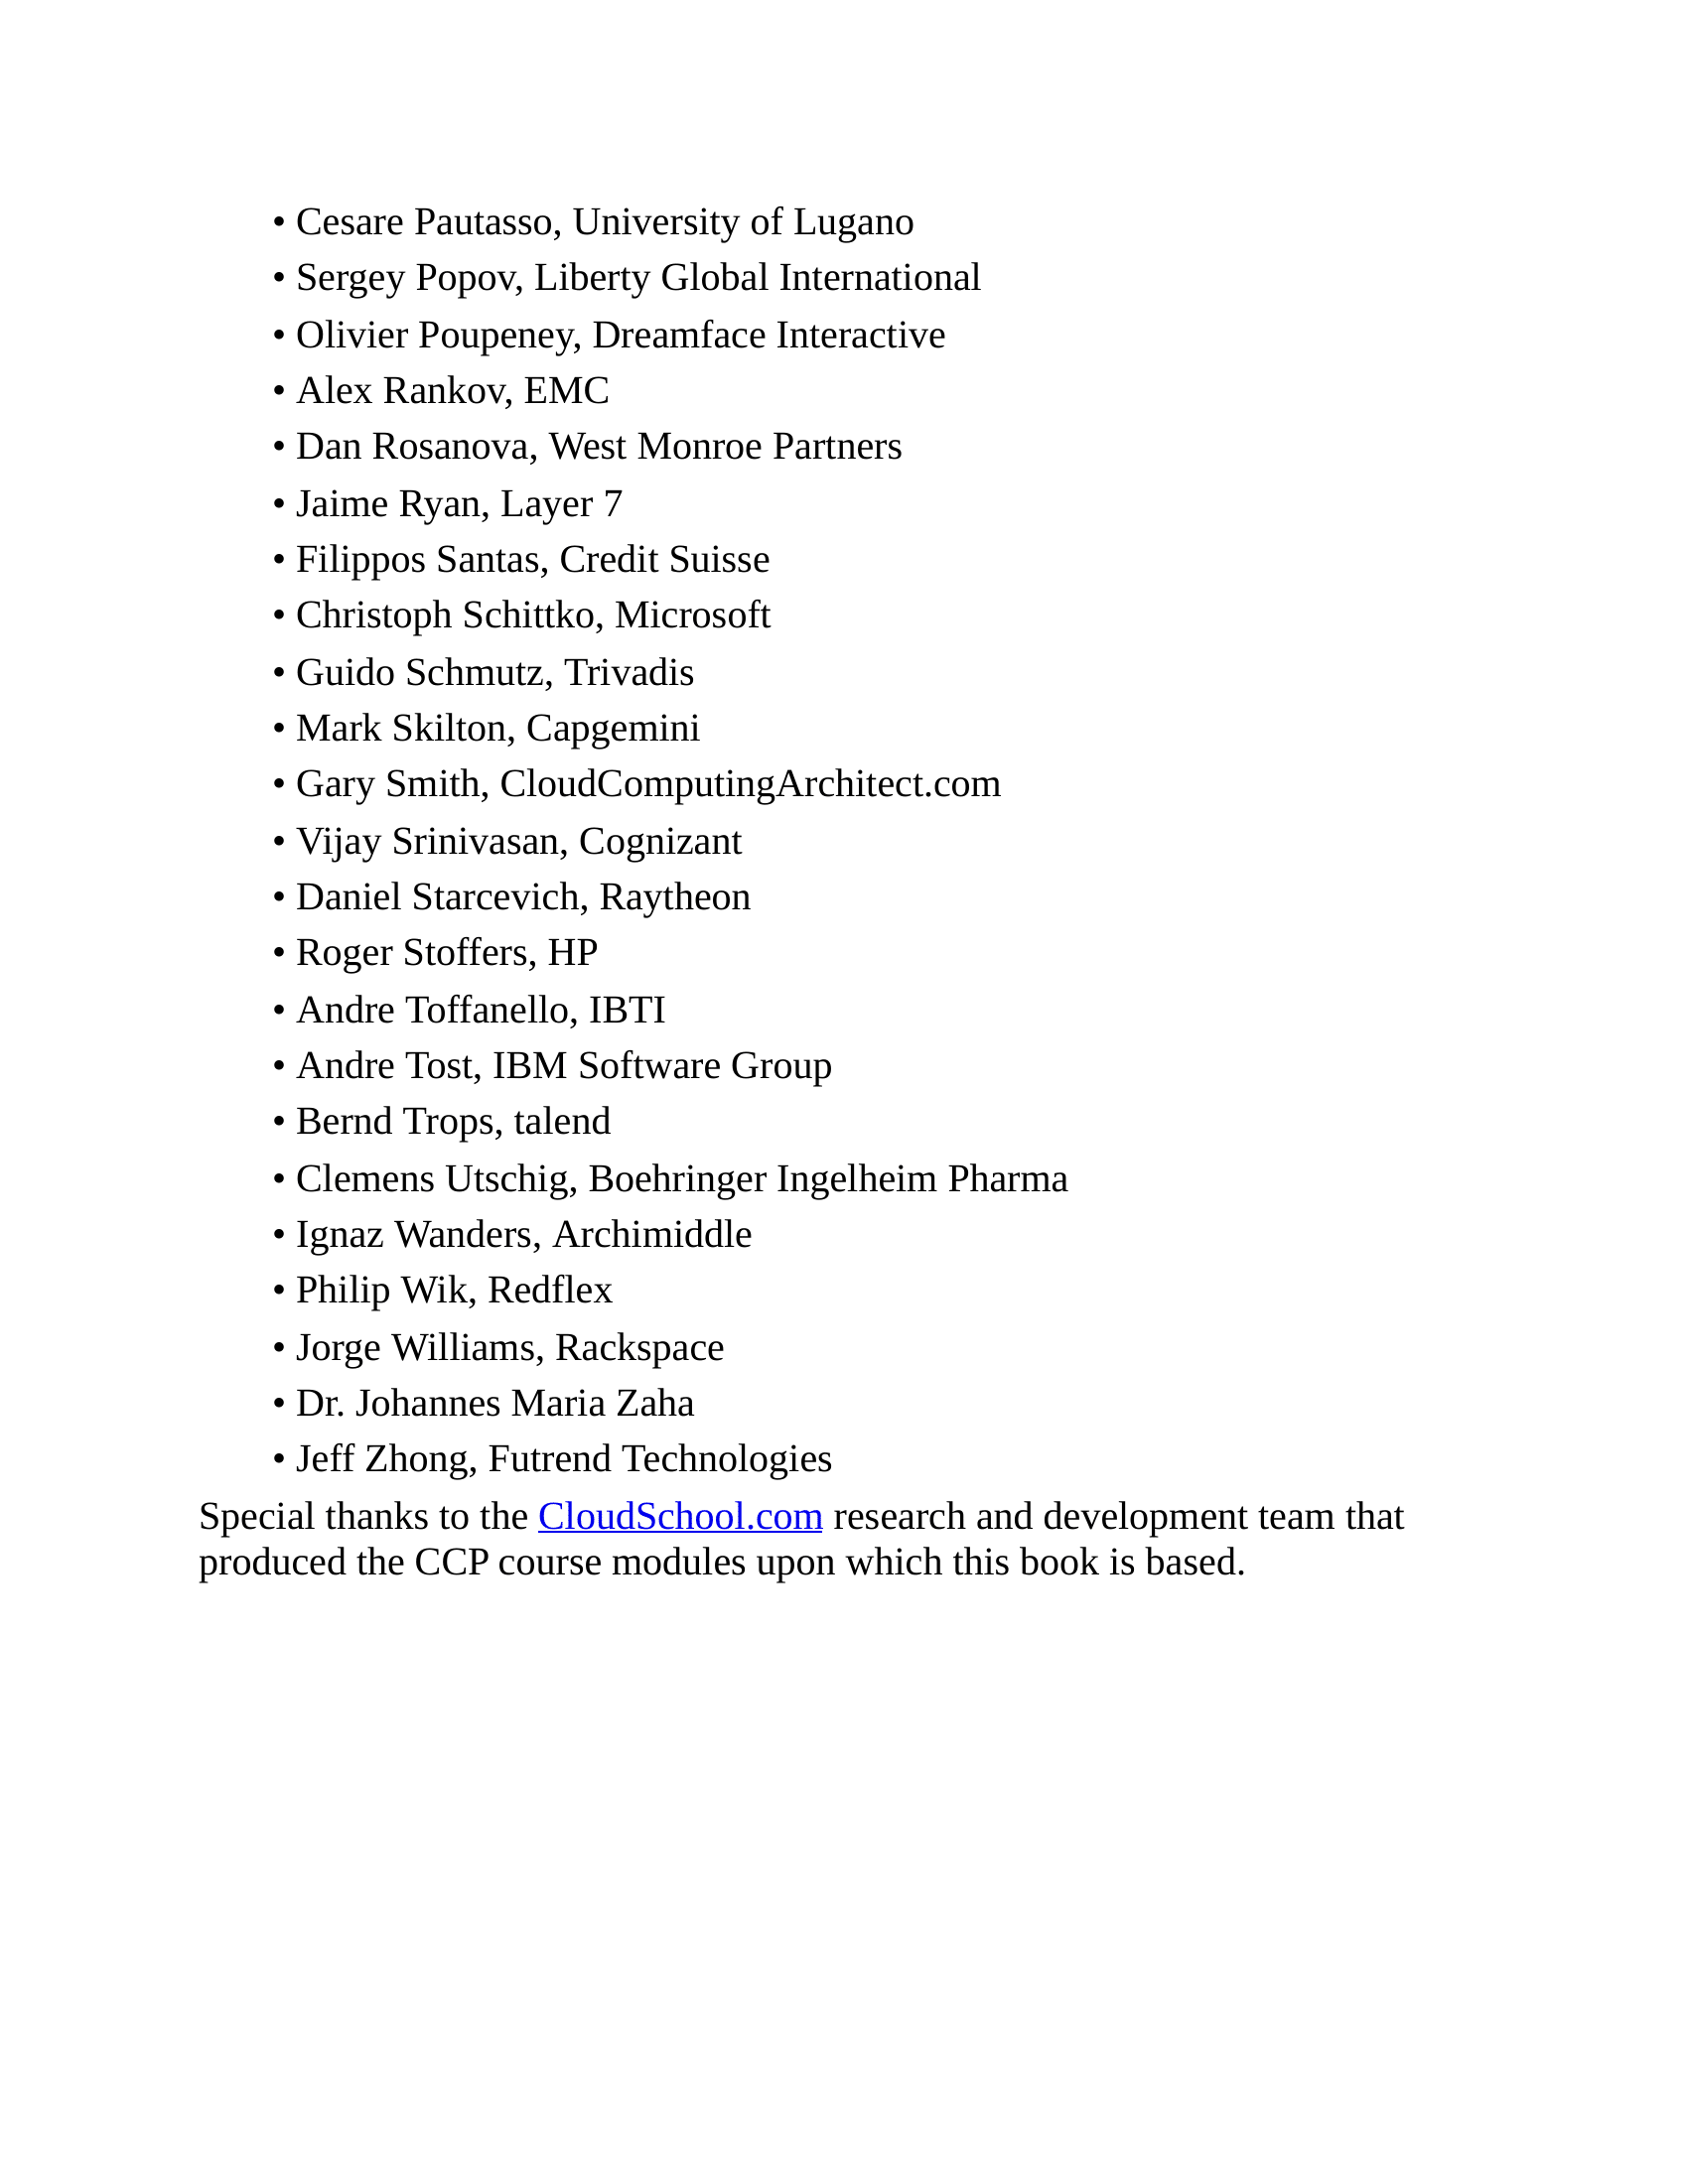 • Cesare Pautasso, University of Lugano
• Sergey Popov, Liberty Global International
• Olivier Poupeney, Dreamface Interactive
• Alex Rankov, EMC
• Dan Rosanova, West Monroe Partners
• Jaime Ryan, Layer 7
• Filippos Santas, Credit Suisse
• Christoph Schittko, Microsoft
• Guido Schmutz, Trivadis
• Mark Skilton, Capgemini
• Gary Smith, CloudComputingArchitect.com
• Vijay Srinivasan, Cognizant
• Daniel Starcevich, Raytheon
• Roger Stoffers, HP
• Andre Toffanello, IBTI
• Andre Tost, IBM Software Group
• Bernd Trops, talend
• Clemens Utschig, Boehringer Ingelheim Pharma
• Ignaz Wanders, Archimiddle
• Philip Wik, Redflex
• Jorge Williams, Rackspace
• Dr. Johannes Maria Zaha
• Jeff Zhong, Futrend Technologies
Special thanks to the CloudSchool.com research and development team that
produced the CCP course modules upon which this book is based.